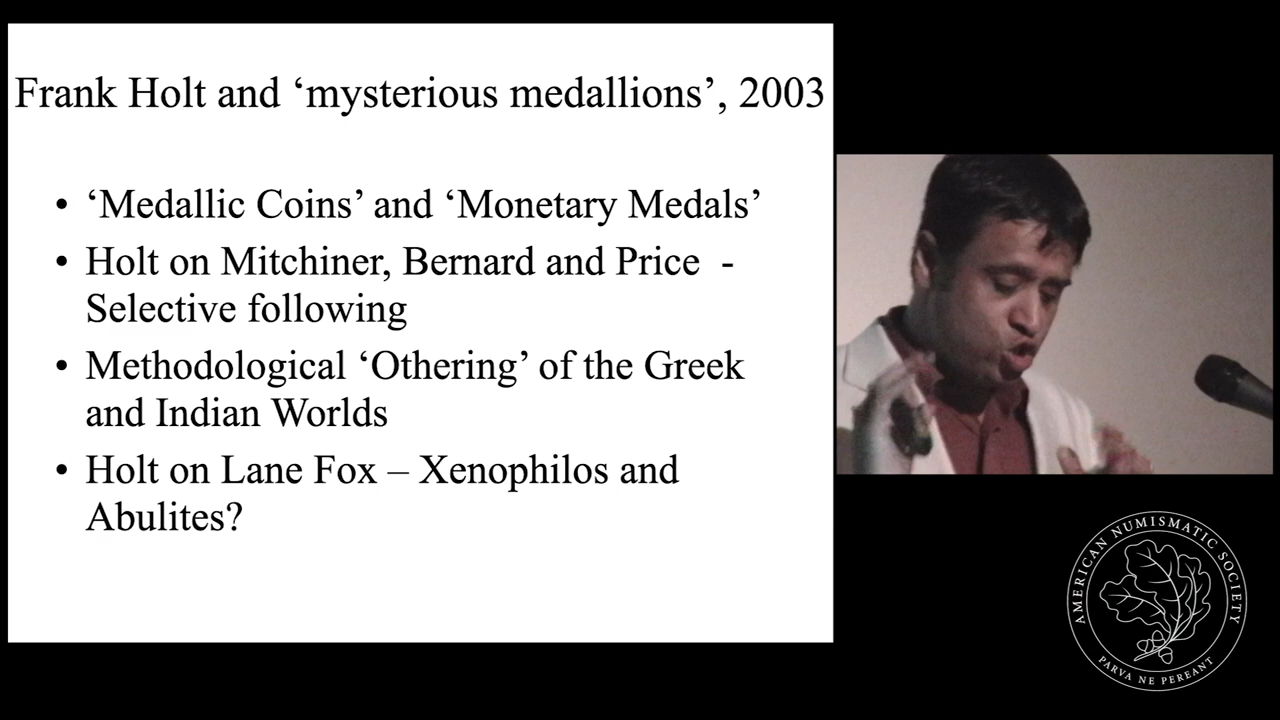 Frank Holt and ‘mysterious medallions’, 2003
• ‘Medallic Coins’ and ‘Monetary Medals’
• Holt on Mitchiner, Bernard and Price -
Selective following
• Methodological ‘Othering’ of the Greek
and Indian Worlds
• Holt on Lane Fox – Xenophilos and
Abulites?
AMERICAN NUMISMATIC SOCIETY
PARVA NE PEREANT